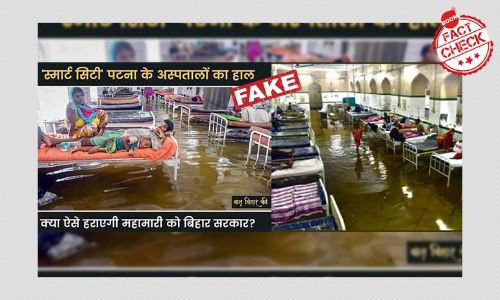 BOOM
FACT
CHECK
'स्मार्ट सिटी' पटना के अस्पतालों का हाल
FAKE
बात बिहार की
क्या ऐसे हराएगी महामारी को बिहार सरकार?
बात बिहार की